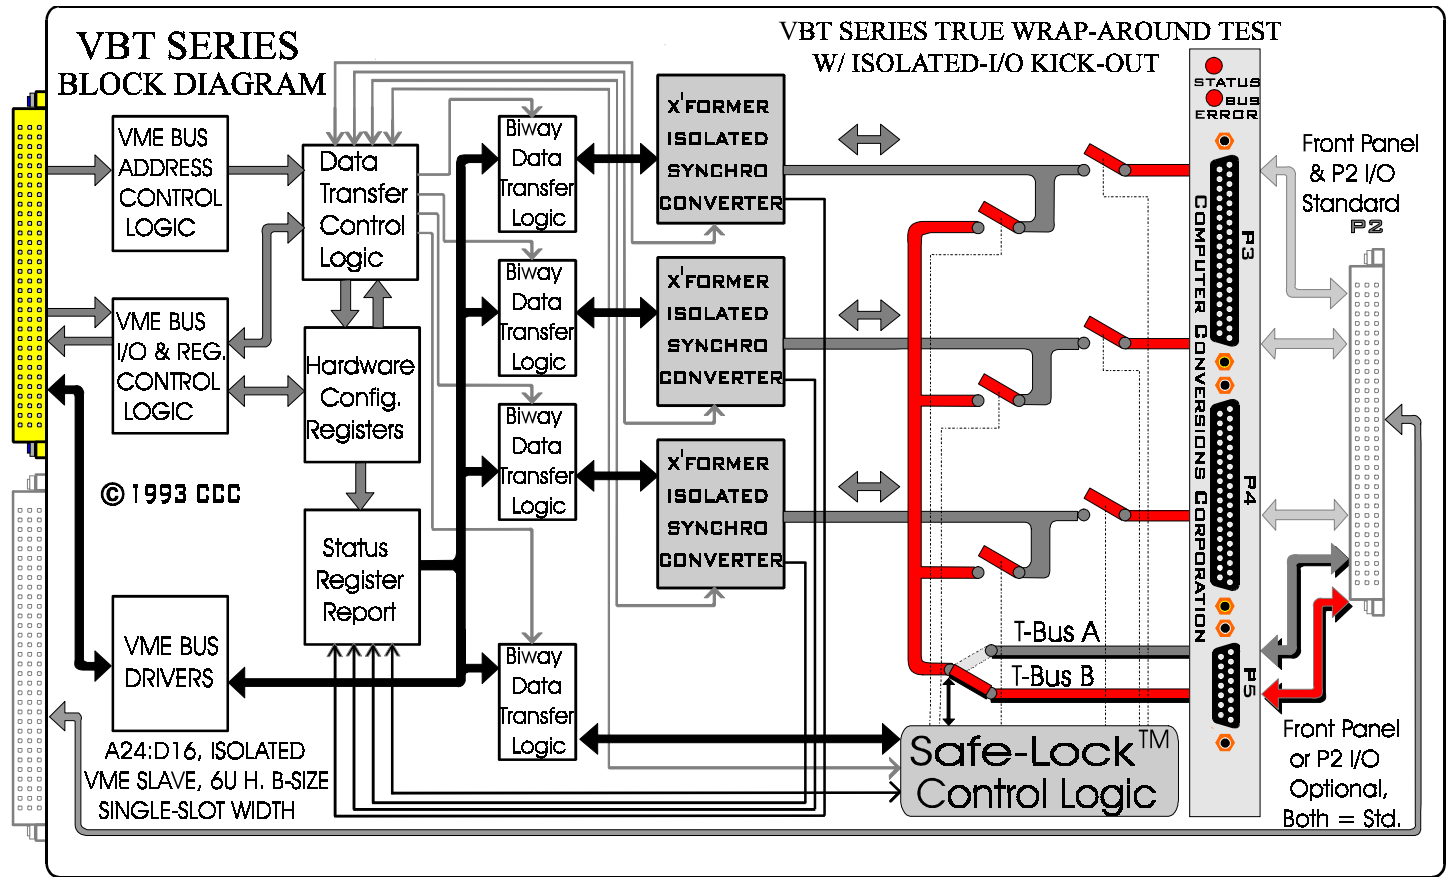 VBT SERIES
BLOCK DIAGRAM
VBT SERIES TRUE WRAP-AROUND TEST
W/ ISOLATED-I/O KICK-OUT
VME BUS
ADDRESS
CONTROL
LOGIC
Data
Transfer
Control
Logic
VME BUS
I/O & REG.
CONTROL
LOGIC
Hardware
Config.
Registers
© 1993 CCC
Status
Register
Report
VME BUS
DRIVERS
A24:D16, ISOLATED
VME SLAVE, 6U H. B-SIZE
SINGLE-SLOT WIDTH
Biway
Data
Transfer
Logic
Biway
Data
Transfer
Logic
Biway
Data
Transfer
Logic
Biway
Data
Transfer
Logic
X'FORMER
ISOLATED
SYNCHRO
CONVERTER
X'FORMER
ISOLATED
SYNCHRO
CONVERTER
X'FORMER
ISOLATED
SYNCHRO
CONVERTER
T-Bus A
T-Bus B
Safe-Lock™
Control Logic
STATUS
BUS
ERROR
COMPUTER CONVERSIONS CORPORATION
P3
P4
P5
Front Panel
& P2 I/O
Standard
P2
Front Panel
or P2 I/O
Optional,
Both = Std.